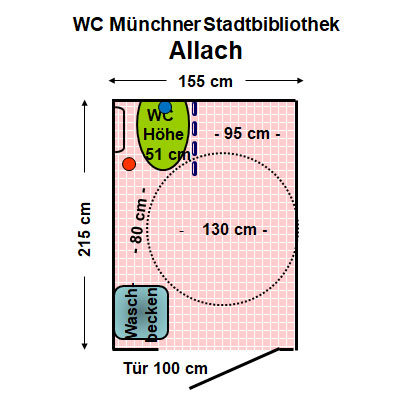 WC Münchner Stadtbibliothek
Allach
155 cm
WC
Höhe
51 cm
- 95 cm -
215 cm
- 80 cm -
- 130 cm -
Wasch-
becken
Tür 100 cm